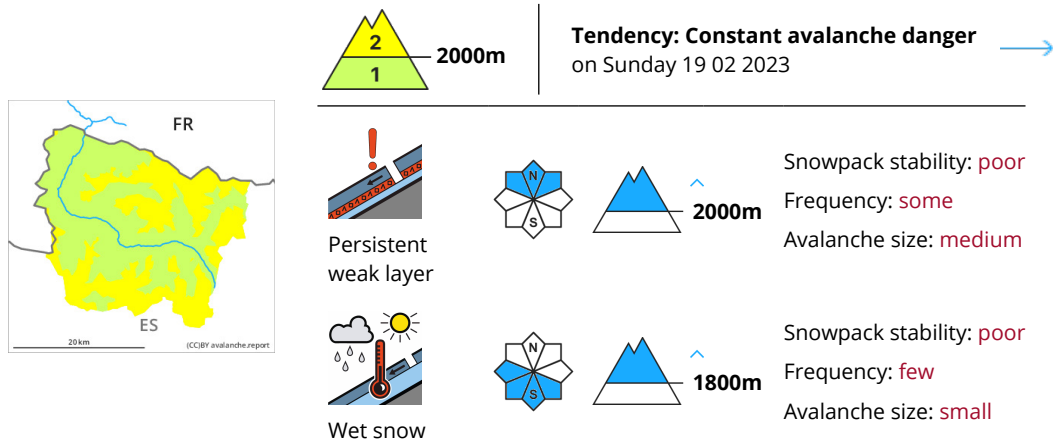 2
2000m
1
Tendency: Constant avalanche danger
on Sunday 19 02 2023
FR
ES
20 km
(CC)BY avalanche.report
Persistent
weak layer
N
S
2000m
Snowpack stability: poor
Frequency: some
Avalanche size: medium
Wet snow
N
S
1800m
Snowpack stability: poor
Frequency: few
Avalanche size: small